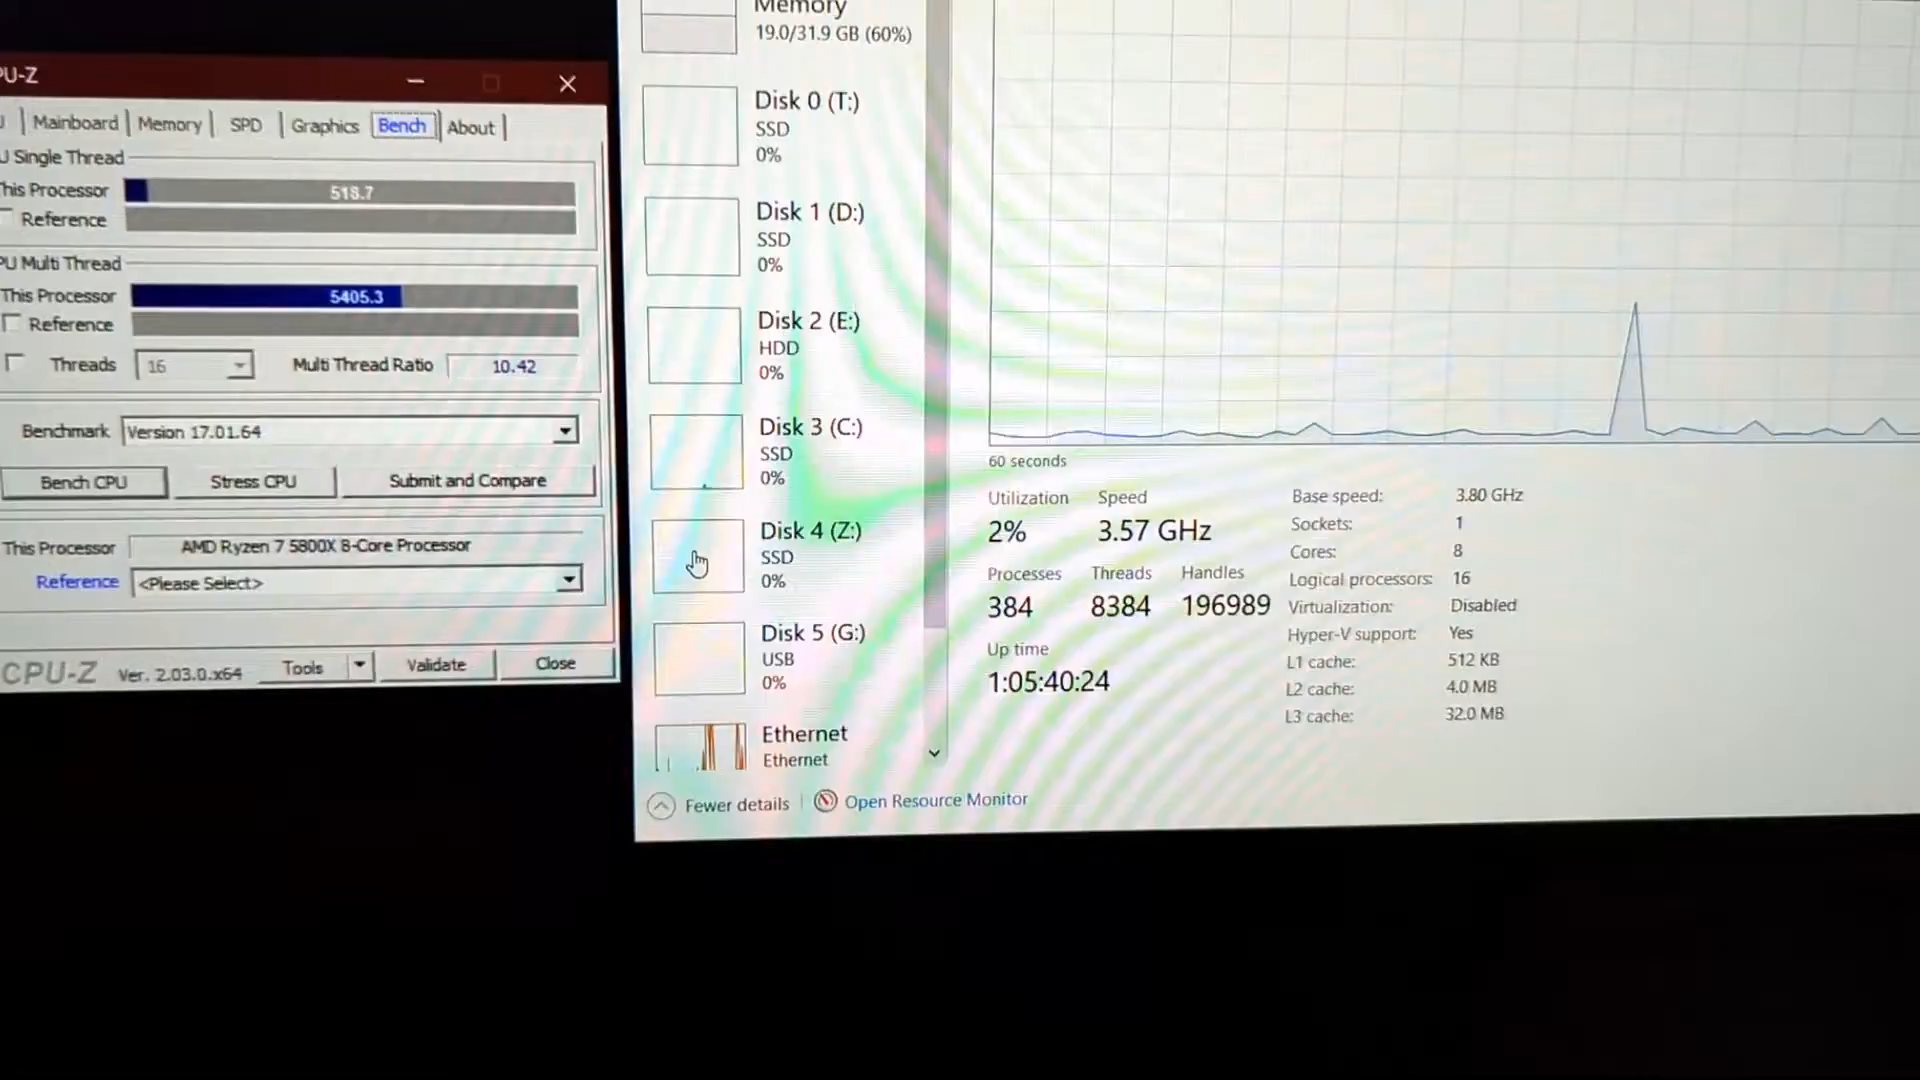 PU-Z
Mainboard
Memory
SPD
Graphics
Bench
About
Single Thread
This Processor
518.7
Reference
PU Multi Thread
This Processor
5405.3
Reference
Threads
16
Multi Thread Ratio
10.42
Benchmark
Version 17.01.64
Bench CPU
Stress CPU
Submit and Compare
This Processor
AMD Ryzen 7 5800X 8-Core Processor
Reference
<Please Select>
CPU-Z
Ver. 2.03.0.x64
Tools
Validate
Close
Memory
19.0/31.9 GB (60%)
Disk 0 (T:)
SSD
0%
Disk 1 (D:)
SSD
0%
Disk 2 (E:)
HDD
0%
Disk 3 (C:)
SSD
0%
Disk 4 (Z:)
SSD
0%
Disk 5 (G:)
USB
0%
Ethernet
Ethernet
Fewer details
Open Resource Monitor
60 seconds
Utilization
2%
Speed
3.57 GHz
Processes
384
Threads
8384
Handles
196989
Up time
1:05:40:24
Base speed: 3.80 GHz
Sockets: 1
Cores: 8
Logical processors: 16
Virtualization: Disabled
Hyper-V support: Yes
L1 cache: 512 KB
L2 cache: 4.0 MB
L3 cache: 32.0 MB